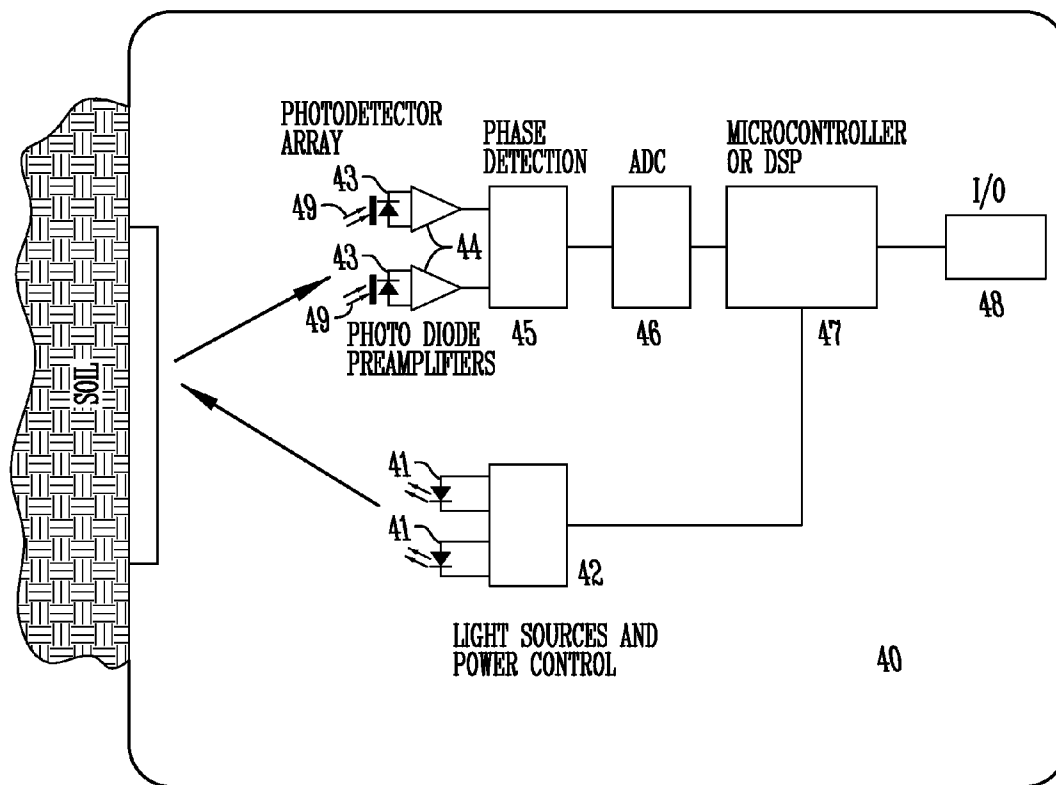 PHOTODETECTOR
ARRAY
PHASE
DETECTION
ADC
MICROCONTROLLER
OR DSP
I/O
43
49
44
43
49
PHOTO DIODE
PREAMPLIFIERS
45
46
47
48
SOIL
41
41
42
LIGHT SOURCES AND
POWER CONTROL
40